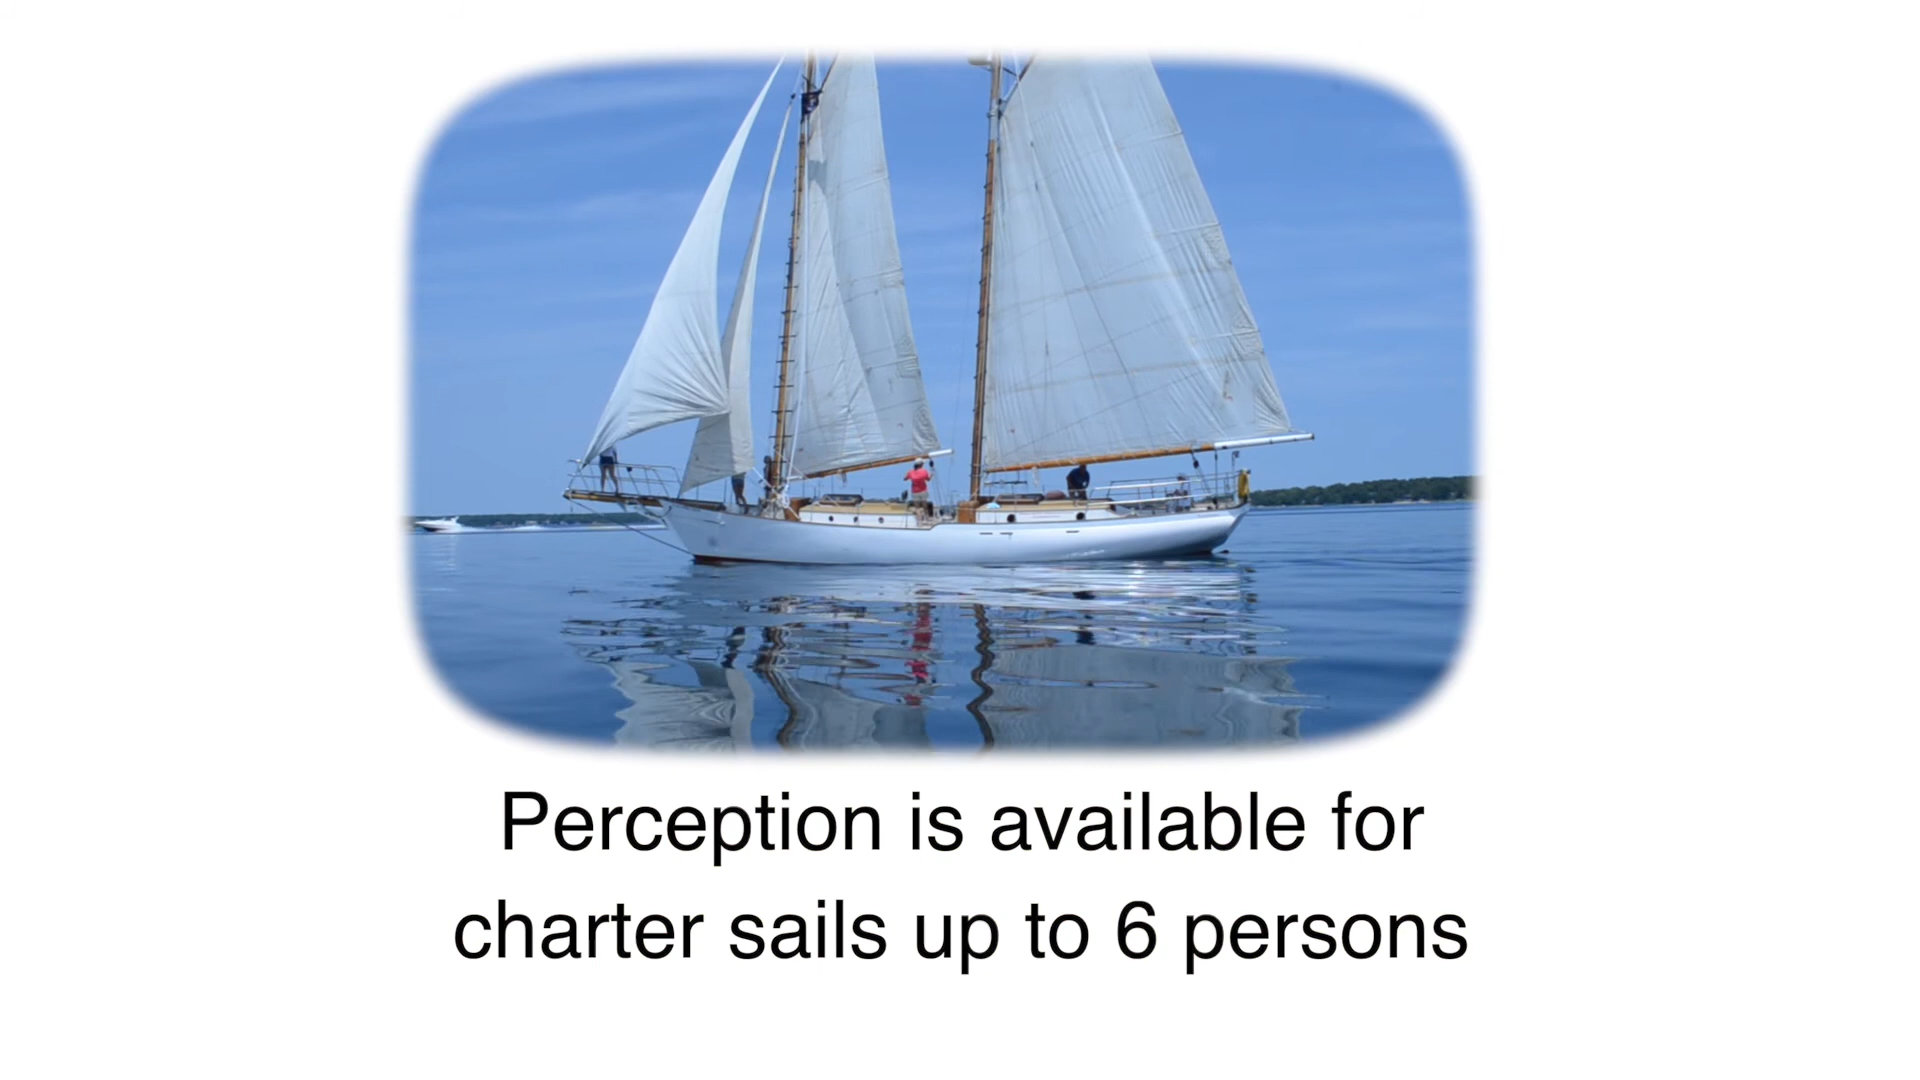 Perception is available for
charter sails up to 6 persons